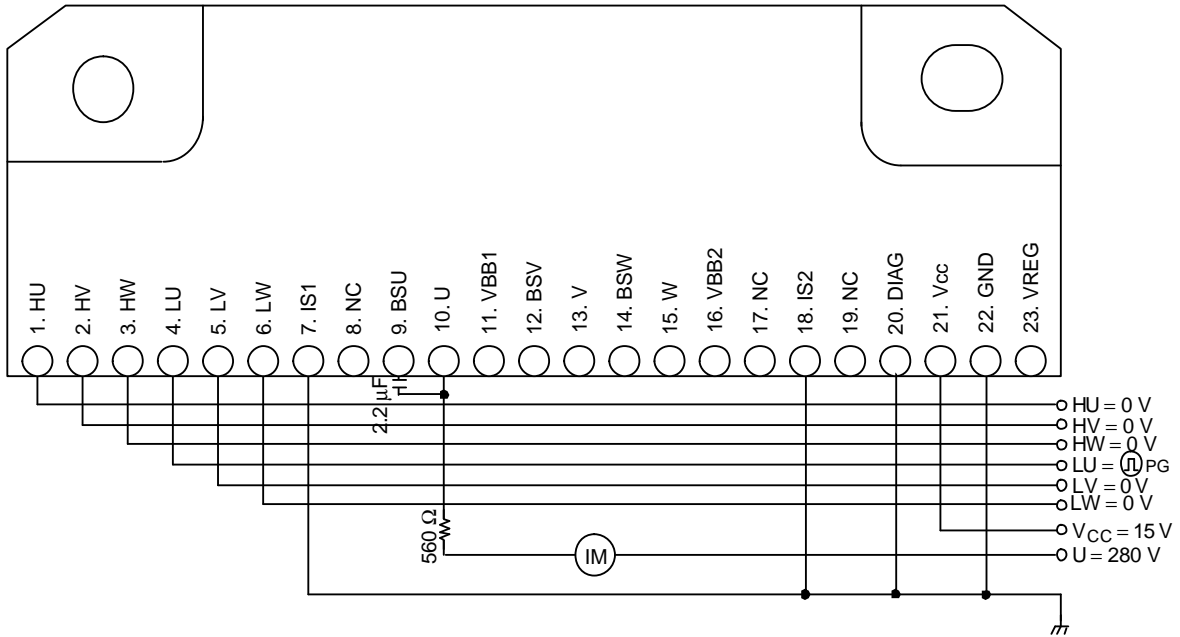 1. HU
2. HV
3. HW
4. LU
5. LV
6. LW
7. IS1
8. NC
9. BSU
10. U
11. VBB1
12. BSV
13. V
14. BSW
15. W
16. VBB2
17. NC
18. IS2
19. NC
20. DIAG
21. Vcc
22. GND
23. VREG
2.2 μF
HU = 0 V
HV = 0 V
HW = 0 V
LU = PG
LV = 0 V
LW = 0 V
560 Ω
VCC = 15 V
IM
U = 280 V